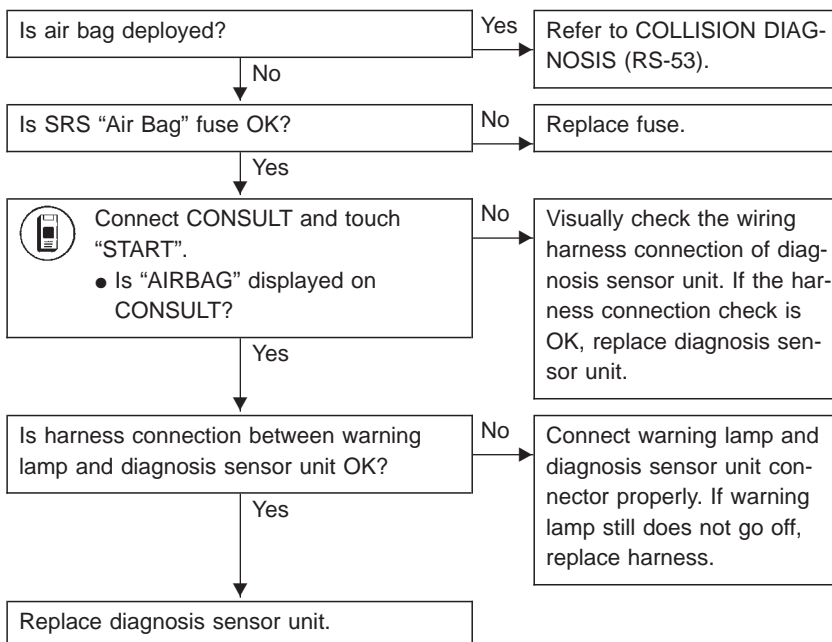 Is air bag deployed?
Yes
Refer to COLLISION DIAG-
NOSIS (RS-53).
No
Is SRS “Air Bag” fuse OK?
No
Replace fuse.
Yes
Connect CONSULT and touch
“START”.
● Is “AIRBAG” displayed on
CONSULT?
No
Visually check the wiring
harness connection of diag-
nosis sensor unit. If the har-
ness connection check is
OK, replace diagnosis sen-
sor unit.
Yes
Is harness connection between warning
lamp and diagnosis sensor unit OK?
No
Connect warning lamp and
diagnosis sensor unit con-
nector properly. If warning
lamp still does not go off,
replace harness.
Yes
Replace diagnosis sensor unit.